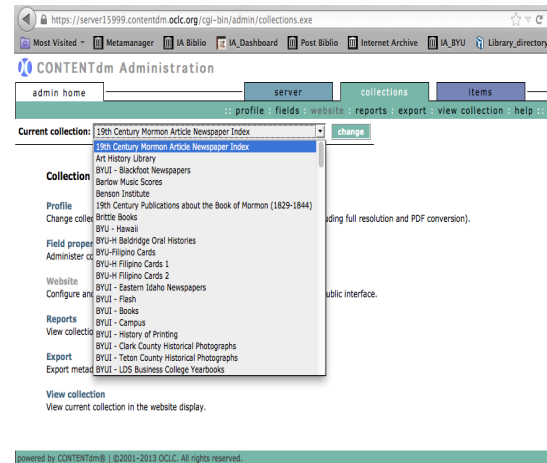 https://server15999.contentdm.oclc.org/cgi-bin/admin/collections.exe
Most Visited Metamanager IA Biblio IA_Dashboard Post Biblio Internet Archive IA_BYU Library_directory
CONTENTdm Administration
admin home server collections items
:: profile : fields : website : reports : export : view collection : help ::
Current collection: 19th Century Mormon Article Newspaper Index change
19th Century Mormon Article Newspaper Index
Art History Library
Collection BYUI - Blackfoot Newspapers
Barlow Music Scores
Benson Institute
Profile 19th Century Publications about the Book of Mormon (1829-1844)
Change collec Brittle Books uding full resolution and PDF conversion).
BYU - Hawaii
Field proper BYU-H Baldridge Oral Histories
Administer co BYU-Filipino Cards
BYU-H Filipino Cards 1
Website BYU-H Filipino Cards 2
Configure an BYUI - Eastern Idaho Newspapers ublic interface.
BYUI - Flash
Reports BYUI - Books
View collectio BYUI - Campus
BYUI - History of Printing
Export BYUI - Clark County Historical Photographs
Export metad BYUI - Teton County Historical Photographs
BYUI - LDS Business College Yearbooks
View collection
View current collection in the website display.
powered by CONTENTdm® | ©2001-2013 OCLC. All rights reserved.